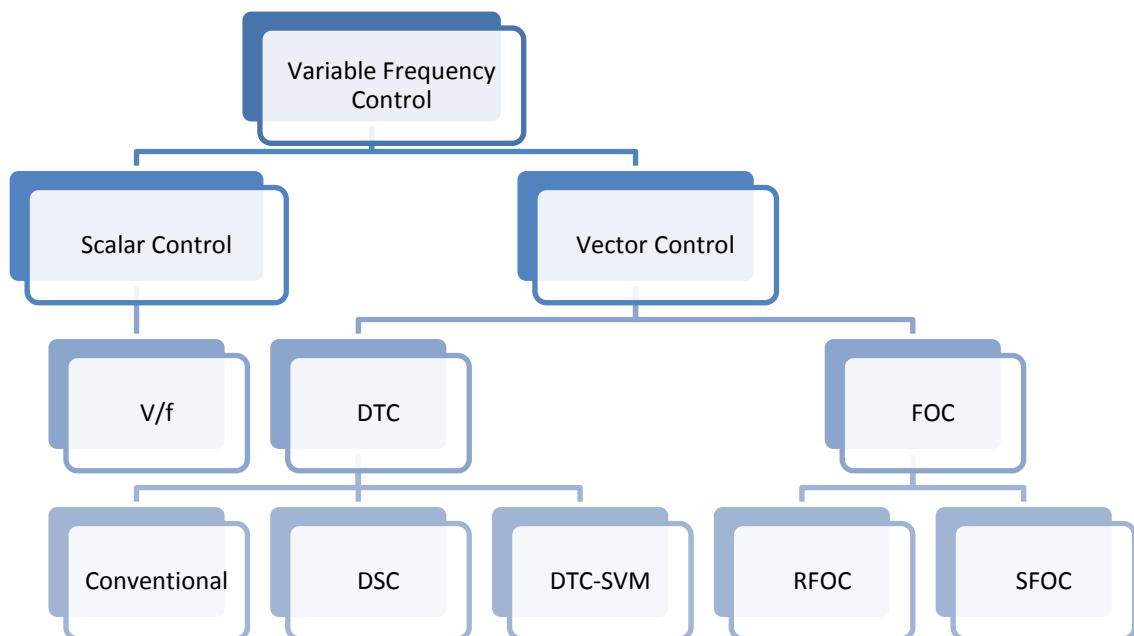 Variable Frequency
Control
Scalar Control
Vector Control
V/f
DTC
FOC
Conventional
DSC
DTC-SVM
RFOC
SFOC